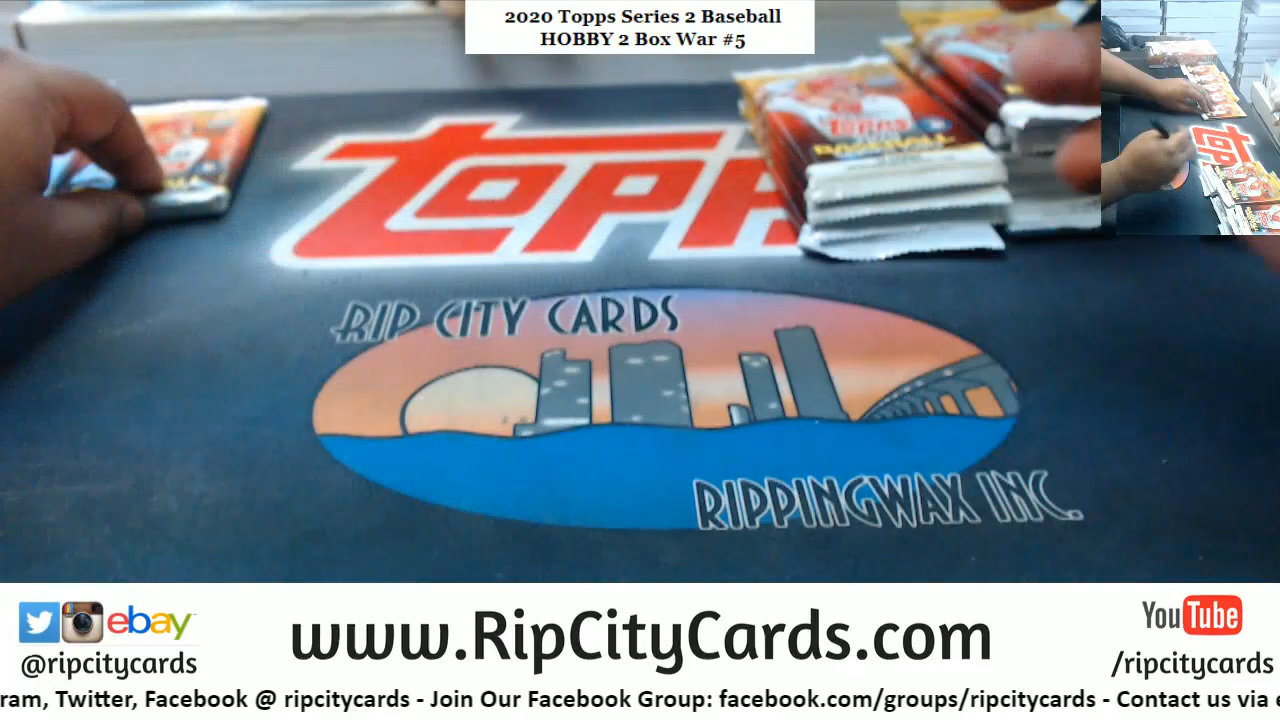 2020 Topps Series 2 Baseball
HOBBY 2 Box War #5
topps
BASEBALL
TOPP
RIP CITY CARDS
RIPPINGWAX INC.
ebay
@ripcitycards
www.RipCityCards.com
YouTube
/ripcitycards
ram, Twitter, Facebook @ ripcitycards - Join Our Facebook Group: facebook.com/groups/ripcitycards - Contact us via